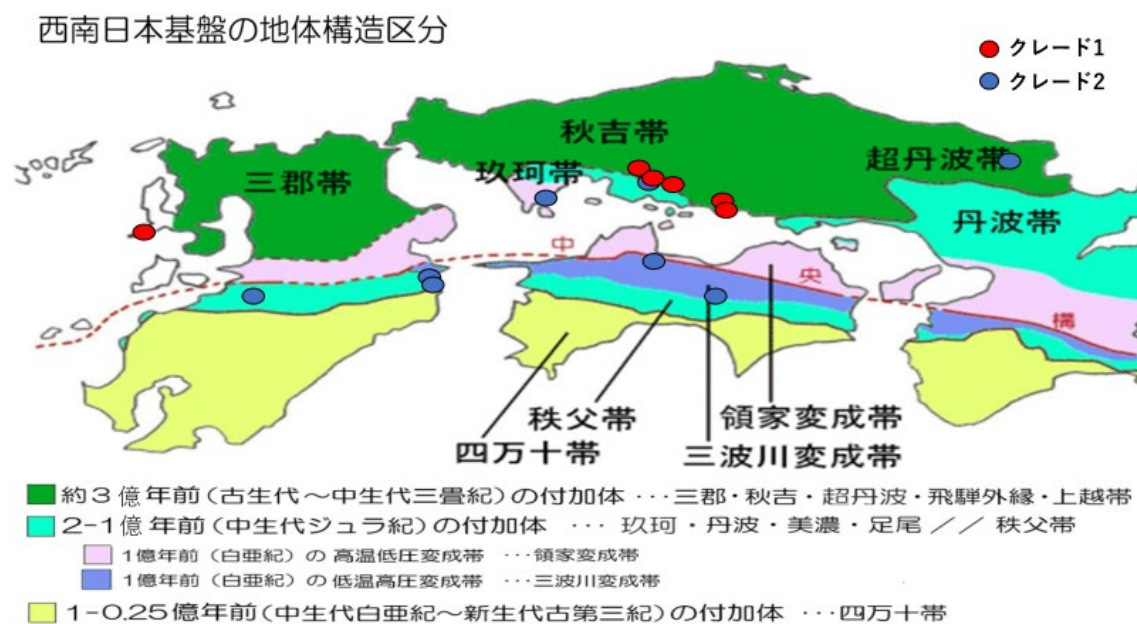 西南日本基盤の地体構造区分
クレード1
クレード2
秋吉帯
超丹波帯
玖珂帯
三郡帯
丹波帯
中
央
構
秩父帯
領家変成帯
四万十帯
三波川変成帯
約3億年前(古生代～中生代三畳紀)の付加体 ･･･三郡・秋吉・超丹波・飛騨外縁・上越帯
2-1億年前(中生代ジュラ紀)の付加体 ･･･ 玖珂・丹波・美濃・足尾 // 秩父帯
1億年前(白亜紀)の高温低圧変成帯 ･･･領家変成帯
1億年前(白亜紀)の低温高圧変成帯 ･･･三波川変成帯
1-0.25億年前(中生代白亜紀～新生代古第三紀)の付加体 ･･･四万十帯